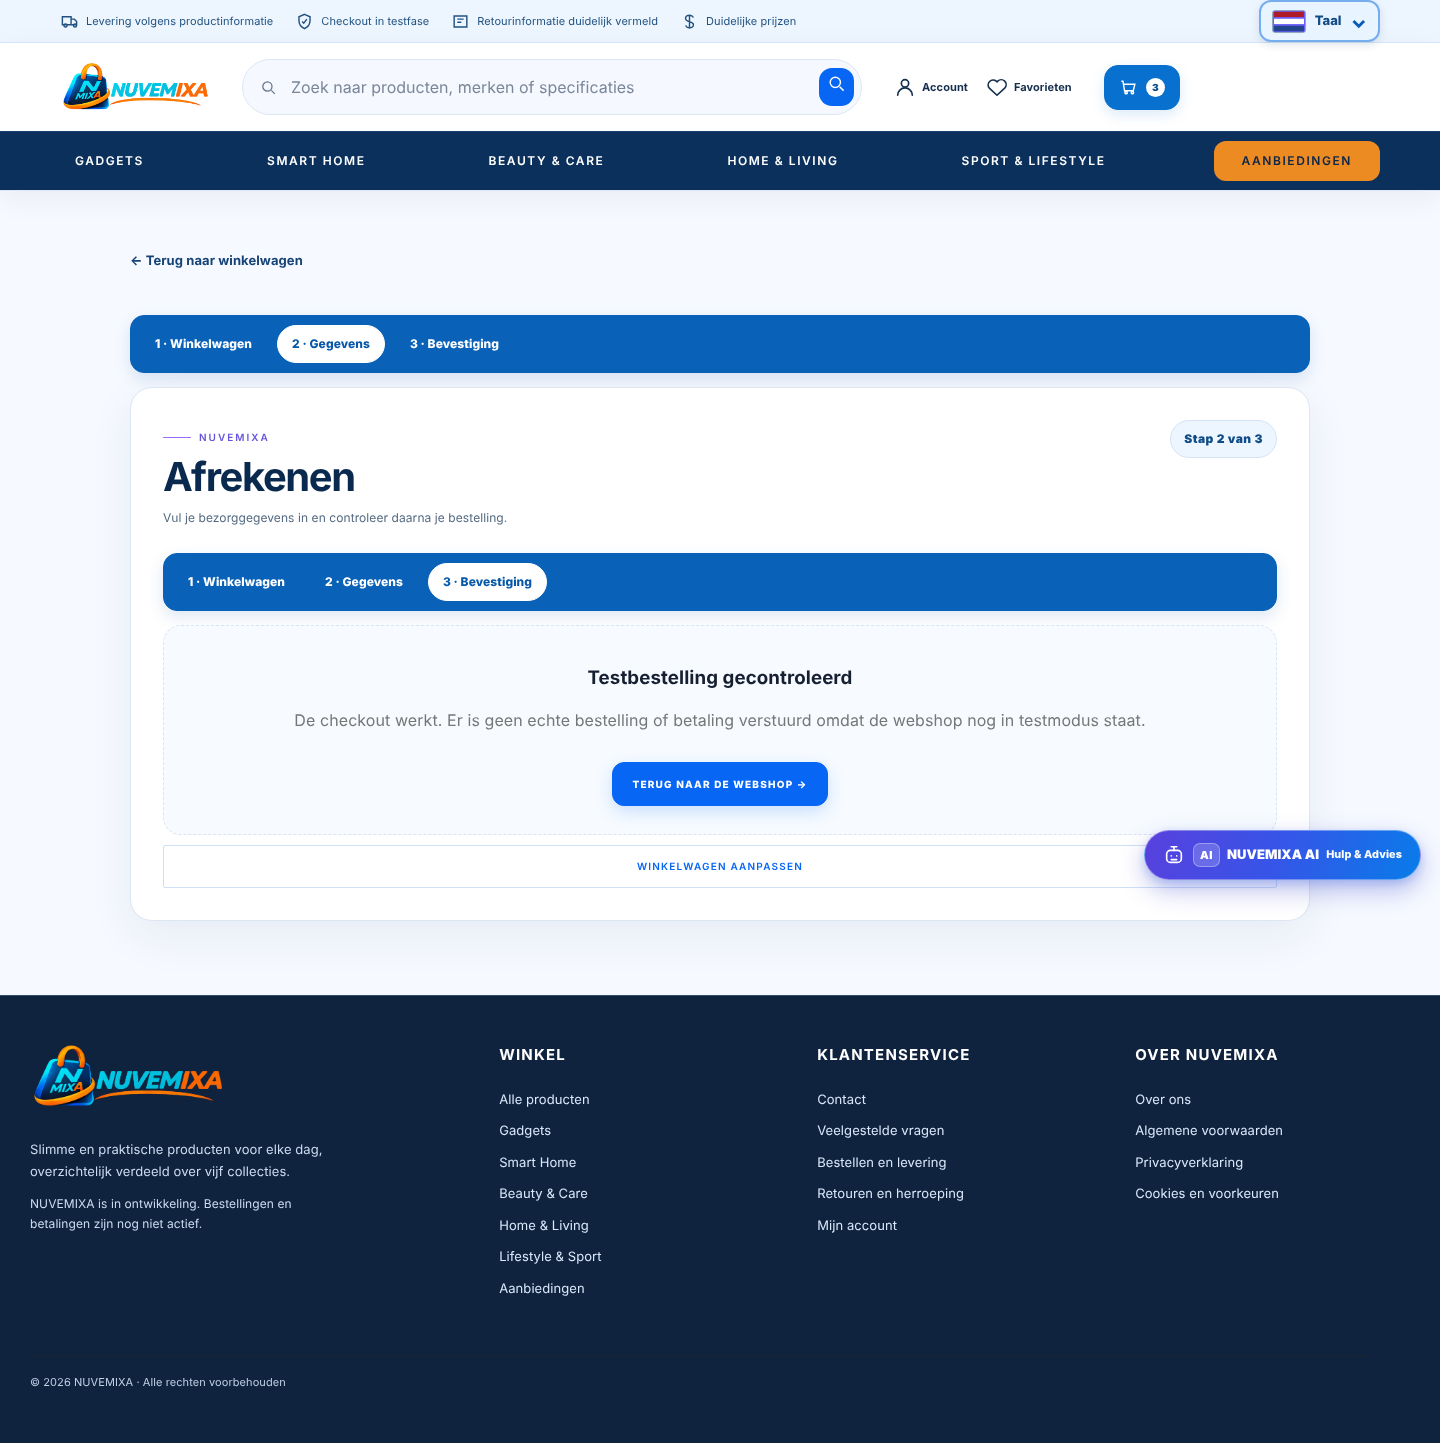 Levering volgens productinformatie
Checkout in testfase
Retourinformatie duidelijk vermeld
Duidelijke prijzen
Taal
N
MIXA
NUVEMIXA
Zoek naar producten, merken of specificaties
Account
Favorieten
3
GADGETS
SMART HOME
BEAUTY & CARE
HOME & LIVING
SPORT & LIFESTYLE
AANBIEDINGEN
← Terug naar winkelwagen
1 · Winkelwagen
2 · Gegevens
3 · Bevestiging
NUVEMIXA
Stap 2 van 3
Afrekenen
Vul je bezorggegevens in en controleer daarna je bestelling.
1 · Winkelwagen
2 · Gegevens
3 · Bevestiging
Testbestelling gecontroleerd
De checkout werkt. Er is geen echte bestelling of betaling verstuurd omdat de webshop nog in testmodus staat.
TERUG NAAR DE WEBSHOP →
WINKELWAGEN AANPASSEN
AI NUVEMIXA AI Hulp & Advies
N
MIXA
NUVEMIXA
Slimme en praktische producten voor elke dag,
overzichtelijk verdeeld over vijf collecties.
NUVEMIXA is in ontwikkeling. Bestellingen en
betalingen zijn nog niet actief.
WINKEL
Alle producten
Gadgets
Smart Home
Beauty & Care
Home & Living
Lifestyle & Sport
Aanbiedingen
KLANTENSERVICE
Contact
Veelgestelde vragen
Bestellen en levering
Retouren en herroeping
Mijn account
OVER NUVEMIXA
Over ons
Algemene voorwaarden
Privacyverklaring
Cookies en voorkeuren
© 2026 NUVEMIXA · Alle rechten voorbehouden